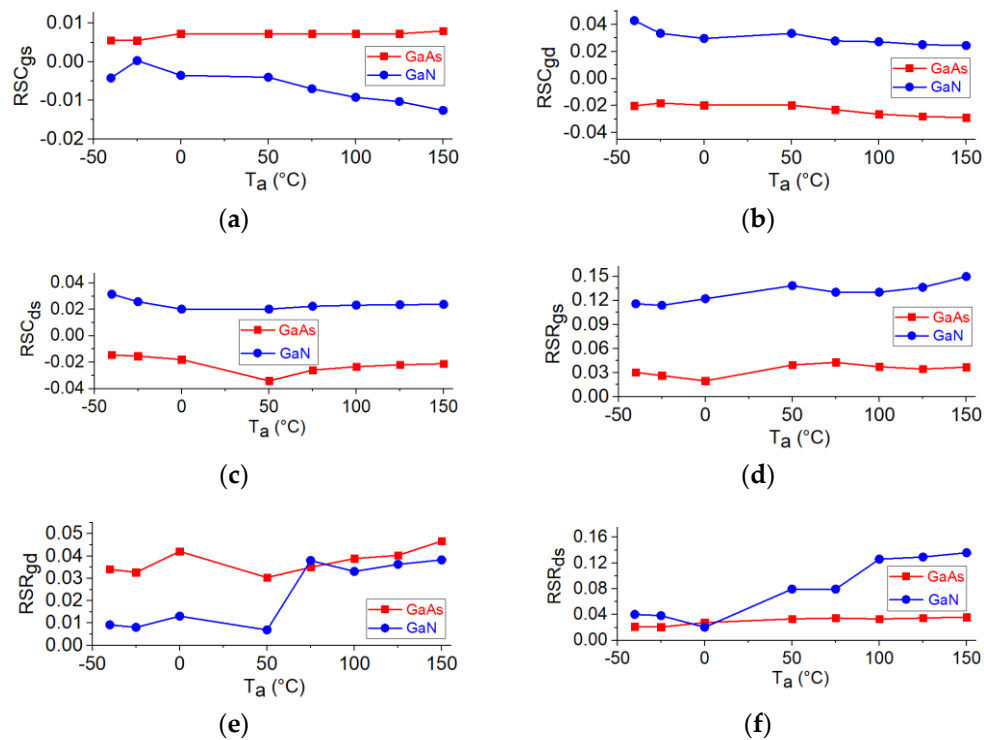 0.01
0.00
-0.01
-0.02
RSCgs
GaAs
GaN
-50 0 50 100 150
Ta (°C)
(a)
0.04
0.02
0.00
-0.02
-0.04
RSCgd
GaAs
GaN
-50 0 50 100 150
Ta (°C)
(b)
0.04
0.02
0.00
-0.02
-0.04
RSCds
GaAs
GaN
-50 0 50 100 150
Ta (°C)
(c)
0.15
0.12
0.09
0.06
0.03
0.00
RSRgs
GaAs
GaN
-50 0 50 100 150
Ta (°C)
(d)
0.05
0.04
0.03
0.02
0.01
0.00
RSRgd
GaAs
GaN
-50 0 50 100 150
Ta (°C)
(e)
0.16
0.12
0.08
0.04
0.00
RSRds
GaAs
GaN
-50 0 50 100 150
Ta (°C)
(f)